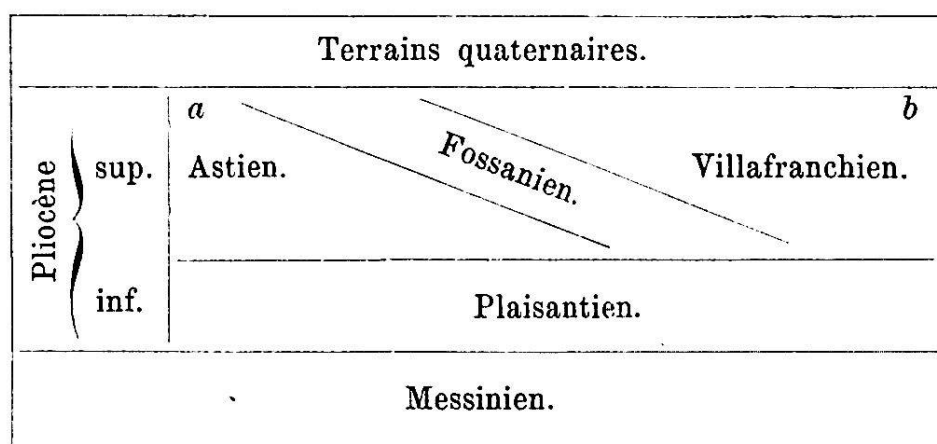 Terrains quaternaires.
a
b
Pliocène
sup.
Astien.
Fossanien.
Villafranchien.
inf.
Plaisantien.
Messinien.